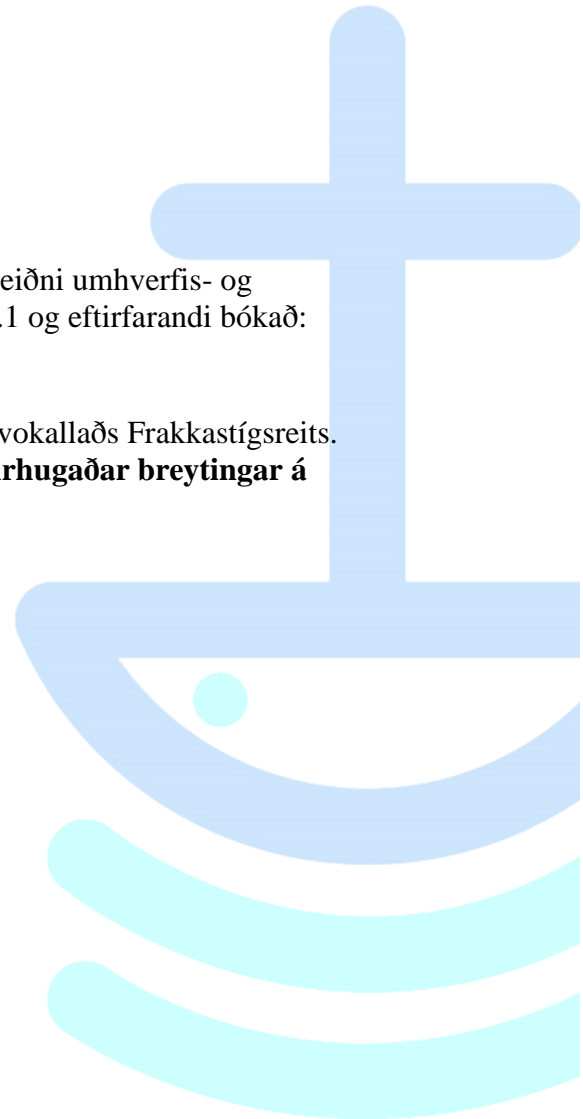 eiðni umhverfis- og
.1 og eftirfarandi bókað:
vokallaðs Frakkastígsreits.
rhugaðar breytingar á